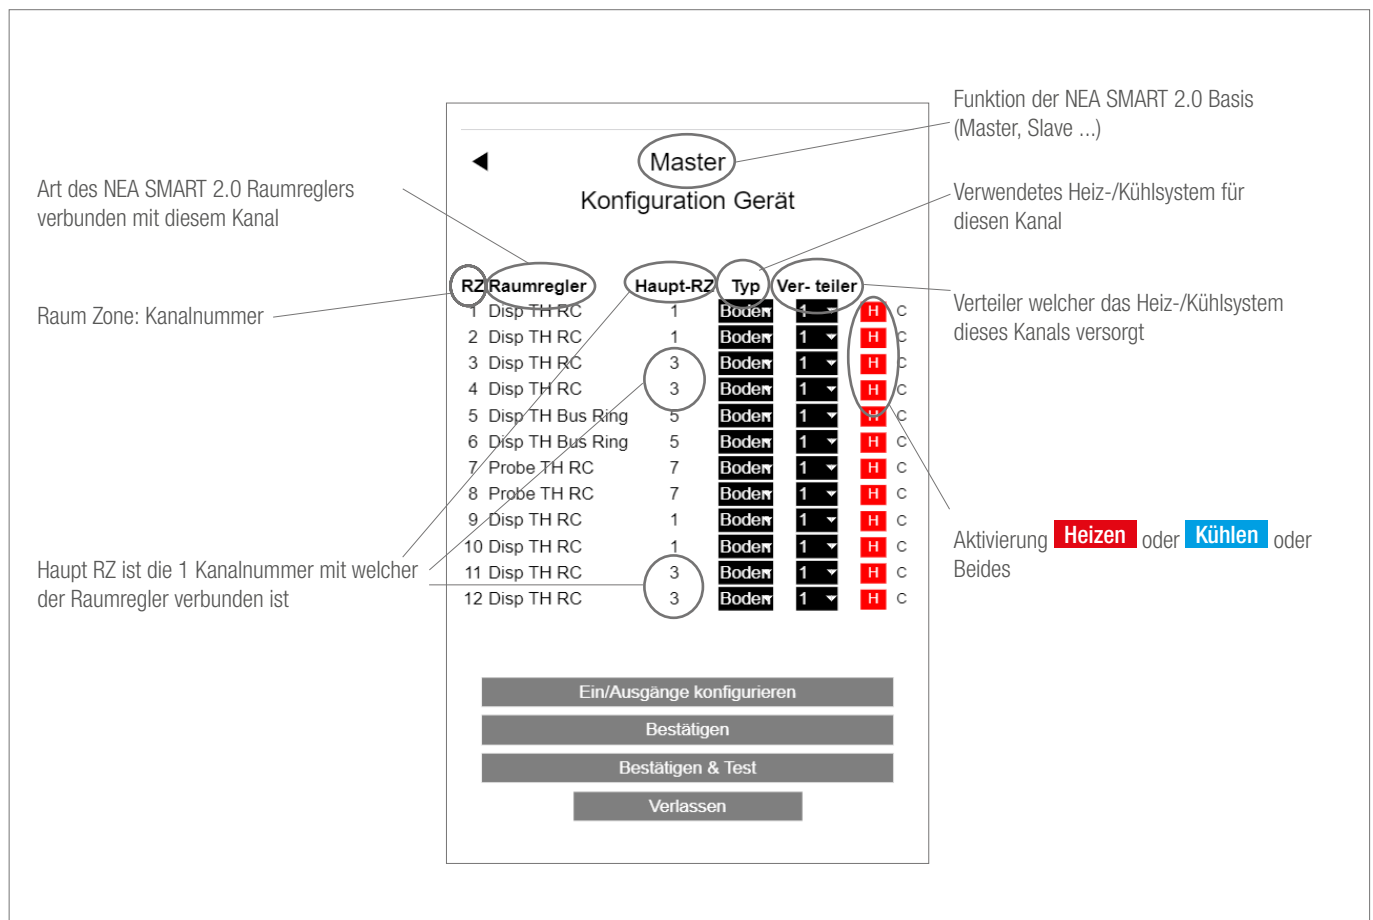 Funktion der NEA SMART 2.0 Basis
(Master, Slave ...)
Master
Konfiguration Gerät
Art des NEA SMART 2.0 Raumreglers
verbunden mit diesem Kanal
Verwendetes Heiz-/Kühlsystem für
diesen Kanal
Raum Zone: Kanalnummer
Verteiler welcher das Heiz-/Kühlsystem
dieses Kanals versorgt
RZ Raumregler Haupt-RZ Typ Ver- teiler
1 Disp TH RC 1 Boden 1 H C
2 Disp TH RC 1 Boden 1 H C
3 Disp TH RC 3 Boden 1 H C
4 Disp TH RC 3 Boden 1 H C
5 Disp TH Bus Ring 5 Boden 1 H C
6 Disp TH Bus Ring 5 Boden 1 H C
7 Probe TH RC 7 Boden 1 H C
8 Probe TH RC 7 Boden 1 H C
9 Disp TH RC 1 Boden 1 H C
10 Disp TH RC 1 Boden 1 H C
11 Disp TH RC 3 Boden 1 H C
12 Disp TH RC 3 Boden 1 H C
Aktivierung Heizen oder Kühlen oder
Beides
Haupt RZ ist die 1 Kanalnummer mit welcher
der Raumregler verbunden ist
Ein/Ausgänge konfigurieren
Bestätigen
Bestätigen & Test
Verlassen